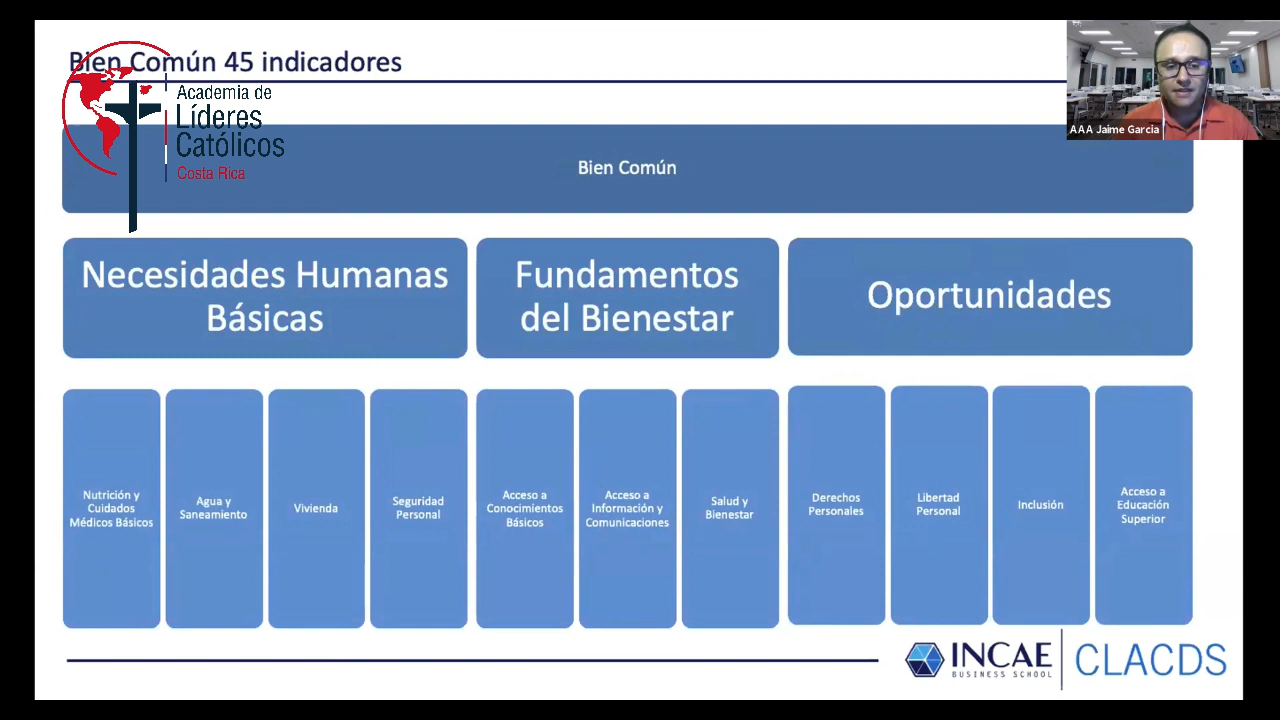 Bien Común 45 indicadores
Academia de
Líderes
Católicos
Costa Rica
AAA Jaime Garcia
Bien Común
Necesidades Humanas
Básicas
Fundamentos
del Bienestar
Oportunidades
Nutrición y
Cuidados
Médicos Básicos
Agua y
Saneamiento
Vivienda
Seguridad
Personal
Acceso a
Conocimientos
Básicos
Acceso a
Información y
Comunicaciones
Salud y
Bienestar
Derechos
Personales
Libertad
Personal
Inclusión
Acceso a
Educación
Superior
INCAE
BUSINESS SCHOOL
CLACDS